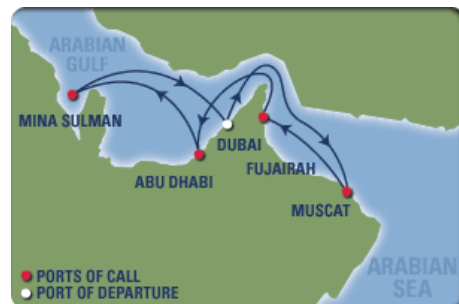 ARABIAN
GULF
MINA SULMAN
DUBAI
ABU DHABI
FUJAIRAH
MUSCAT
ARABIAN
SEA
PORTS OF CALL
PORT OF DEPARTURE